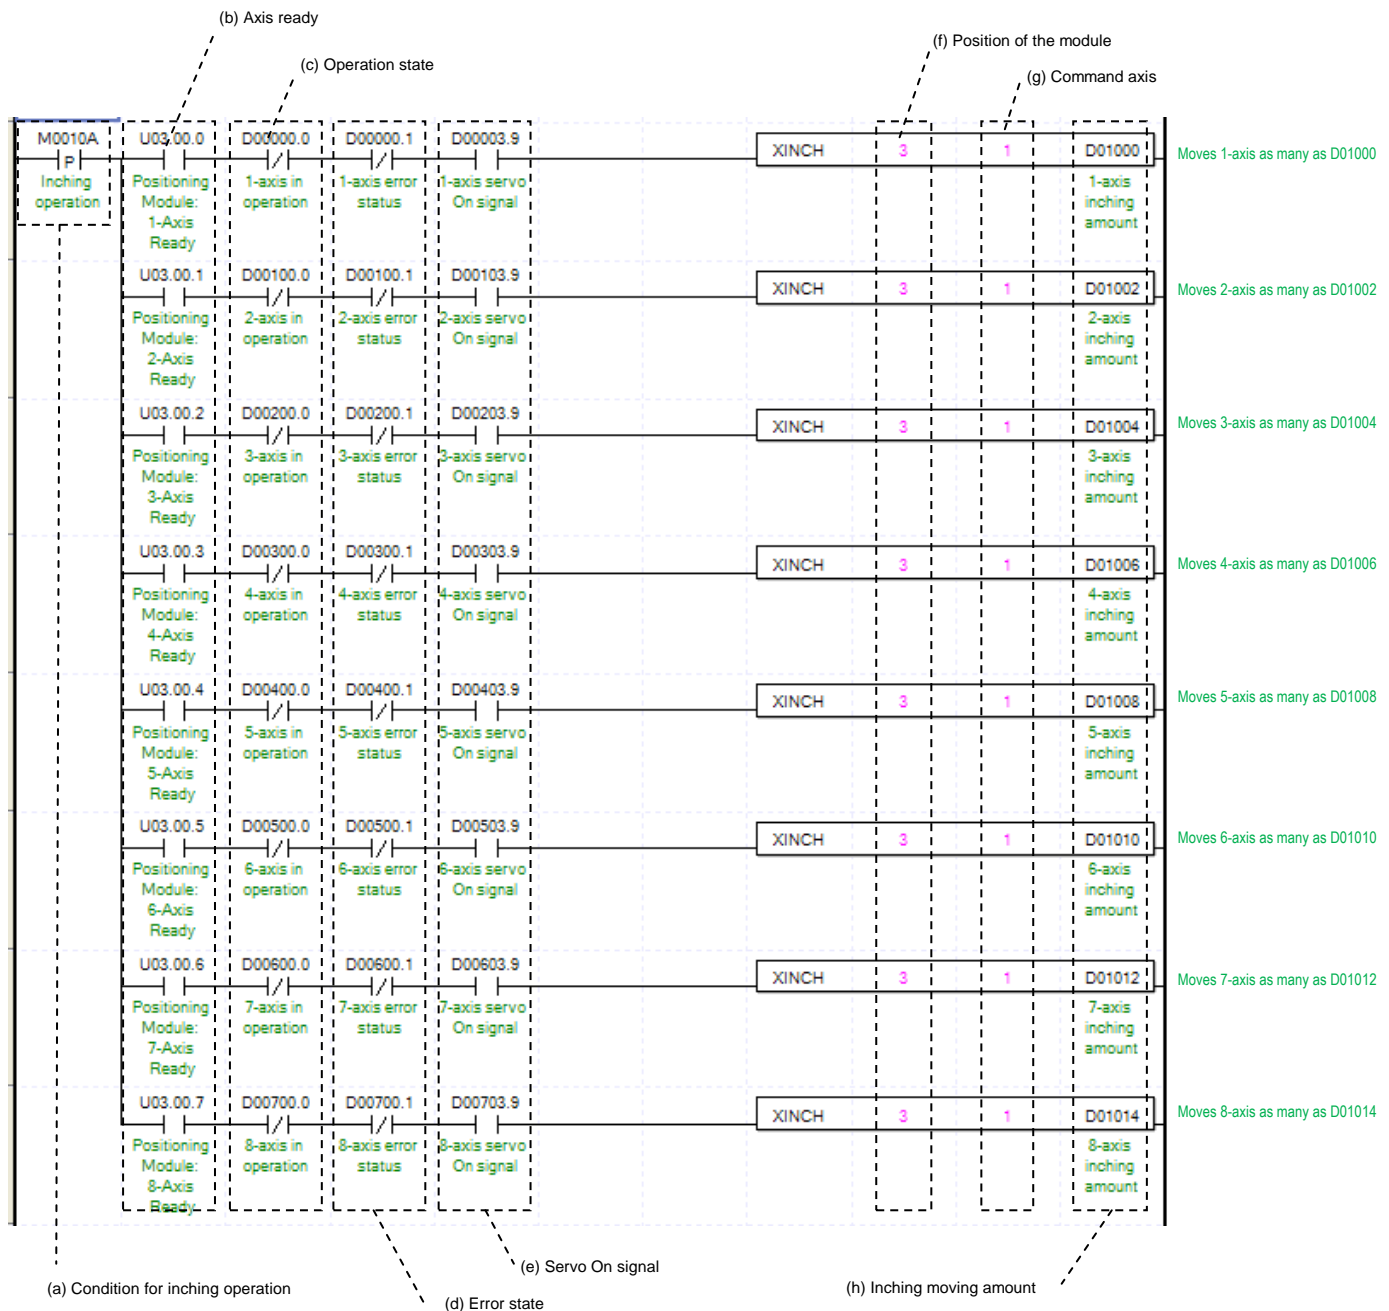 (b) Axis ready
(f) Position of the module
(c) Operation state
(g) Command axis
M0010A U03.00.0 D00000.0 D00000.1 D00003.9
P
XINCH 3 1 D01000
Moves 1-axis as many as D01000
Inching Positioning 1-axis in 1-axis error 1-axis servo 1-axis
operation Module: operation status On signal inching
1-Axis amount
Ready
U03.00.1 D00100.0 D00100.1 D00103.9
XINCH 3 1 D01002
Moves 2-axis as many as D01002
Positioning 2-axis in 2-axis error 2-axis servo 2-axis
Module: operation status On signal inching
2-Axis amount
Ready
U03.00.2 D00200.0 D00200.1 D00203.9
XINCH 3 1 D01004
Moves 3-axis as many as D01004
Positioning 3-axis in 3-axis error 3-axis servo 3-axis
Module: operation status On signal inching
3-Axis amount
Ready
U03.00.3 D00300.0 D00300.1 D00303.9
XINCH 3 1 D01006
Moves 4-axis as many as D01006
Positioning 4-axis in 4-axis error 4-axis servo 4-axis
Module: operation status On signal inching
4-Axis amount
Ready
U03.00.4 D00400.0 D00400.1 D00403.9
XINCH 3 1 D01008
Moves 5-axis as many as D01008
Positioning 5-axis in 5-axis error 5-axis servo 5-axis
Module: operation status On signal inching
5-Axis amount
Ready
U03.00.5 D00500.0 D00500.1 D00503.9
XINCH 3 1 D01010
Moves 6-axis as many as D01010
Positioning 6-axis in 6-axis error 6-axis servo 6-axis
Module: operation status On signal inching
6-Axis amount
Ready
U03.00.6 D00600.0 D00600.1 D00603.9
XINCH 3 1 D01012
Moves 7-axis as many as D01012
Positioning 7-axis in 7-axis error 7-axis servo 7-axis
Module: operation status On signal inching
7-Axis amount
Ready
U03.00.7 D00700.0 D00700.1 D00703.9
XINCH 3 1 D01014
Moves 8-axis as many as D01014
Positioning 8-axis in 8-axis error 8-axis servo 8-axis
Module: operation status On signal inching
8-Axis amount
Ready
(e) Servo On signal
(a) Condition for inching operation
(h) Inching moving amount
(d) Error state